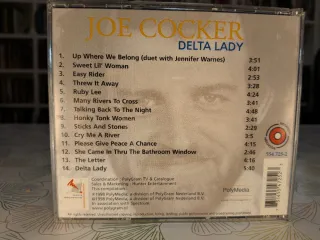 JOE COCKER
DELTA LADY
1. Up Where We Belong (duet with Jennifer Warnes) 3:51
2. Sweet Lil' Woman 4:01
3. Easy Rider 2:53
4. Threw It Away 3:28
5. Ruby Lee 4:24
6. Many Rivers To Cross 3:41
7. Talking Back To The Night 4:48
8. Honky Tonk Women 3:41
9. Sticks And Stones 2:38
10. Cry Me A River 3:54
11. Please Give Peace A Chance 4:15
12. She Came In Thru The Bathroom Window 2:37
13. The Letter 4:16
14. Delta Lady 5:40
PolyMedia